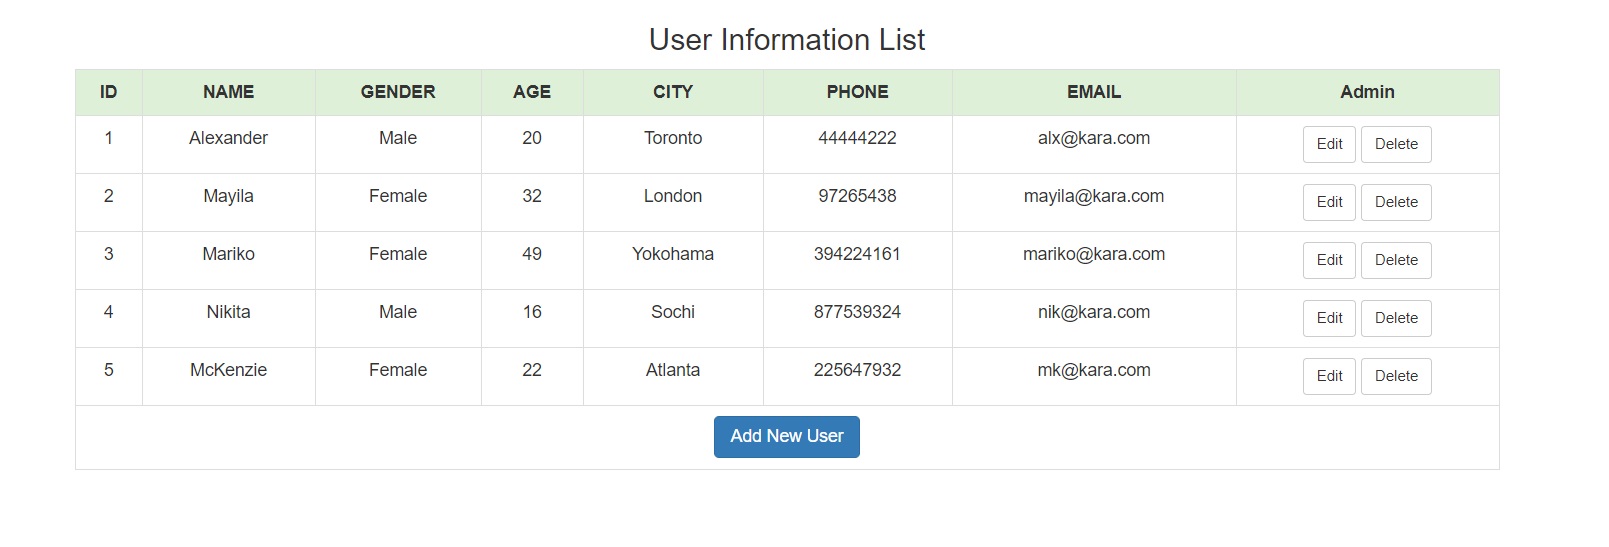 User Information List
ID NAME GENDER AGE CITY PHONE EMAIL Admin
1 Alexander Male 20 Toronto 44444222 alx@kara.com Edit Delete
2 Mayila Female 32 London 97265438 mayila@kara.com Edit Delete
3 Mariko Female 49 Yokohama 394224161 mariko@kara.com Edit Delete
4 Nikita Male 16 Sochi 877539324 nik@kara.com Edit Delete
5 McKenzie Female 22 Atlanta 225647932 mk@kara.com Edit Delete
Add New User